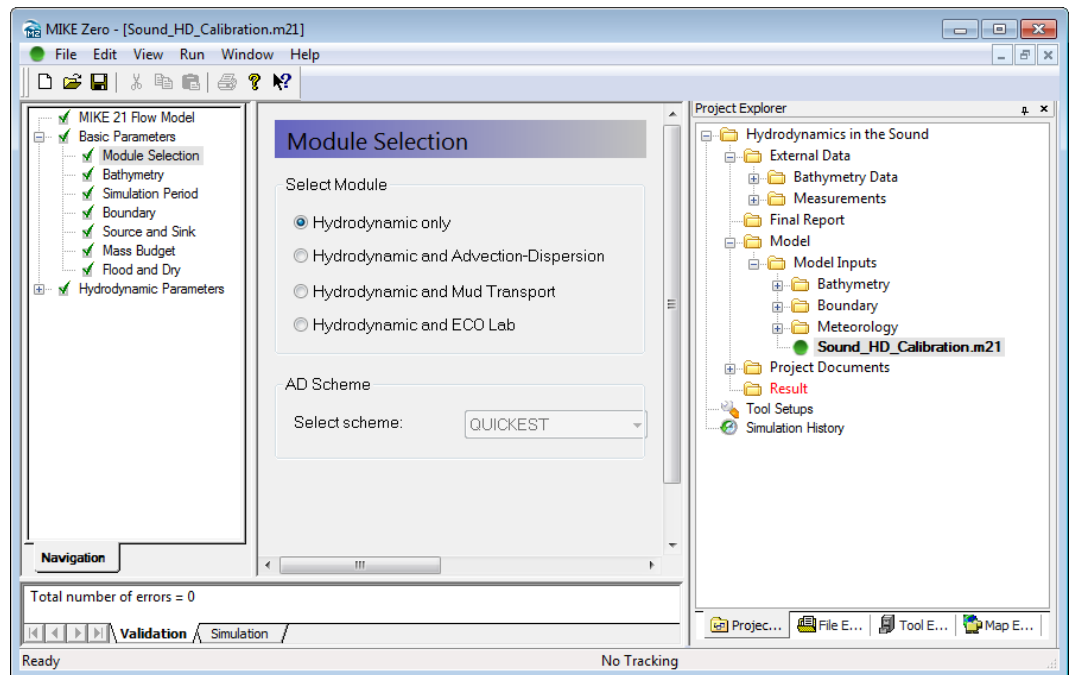 MIKE Zero - [Sound_HD_Calibration.m21]
File Edit View Run Window Help
MIKE 21 Flow Model
Basic Parameters
Module Selection
Bathymetry
Simulation Period
Boundary
Source and Sink
Mass Budget
Flood and Dry
Hydrodynamic Parameters
Navigation
Module Selection
Select Module
Hydrodynamic only
Hydrodynamic and Advection-Dispersion
Hydrodynamic and Mud Transport
Hydrodynamic and ECO Lab
AD Scheme
Select scheme: QUICKEST
Project Explorer
Hydrodynamics in the Sound
External Data
Bathymetry Data
Measurements
Final Report
Model
Model Inputs
Bathymetry
Boundary
Meteorology
Sound_HD_Calibration.m21
Project Documents
Result
Tool Setups
Simulation History
Projec... File E... Tool E... Map E...
Total number of errors = 0
Validation Simulation
Ready No Tracking